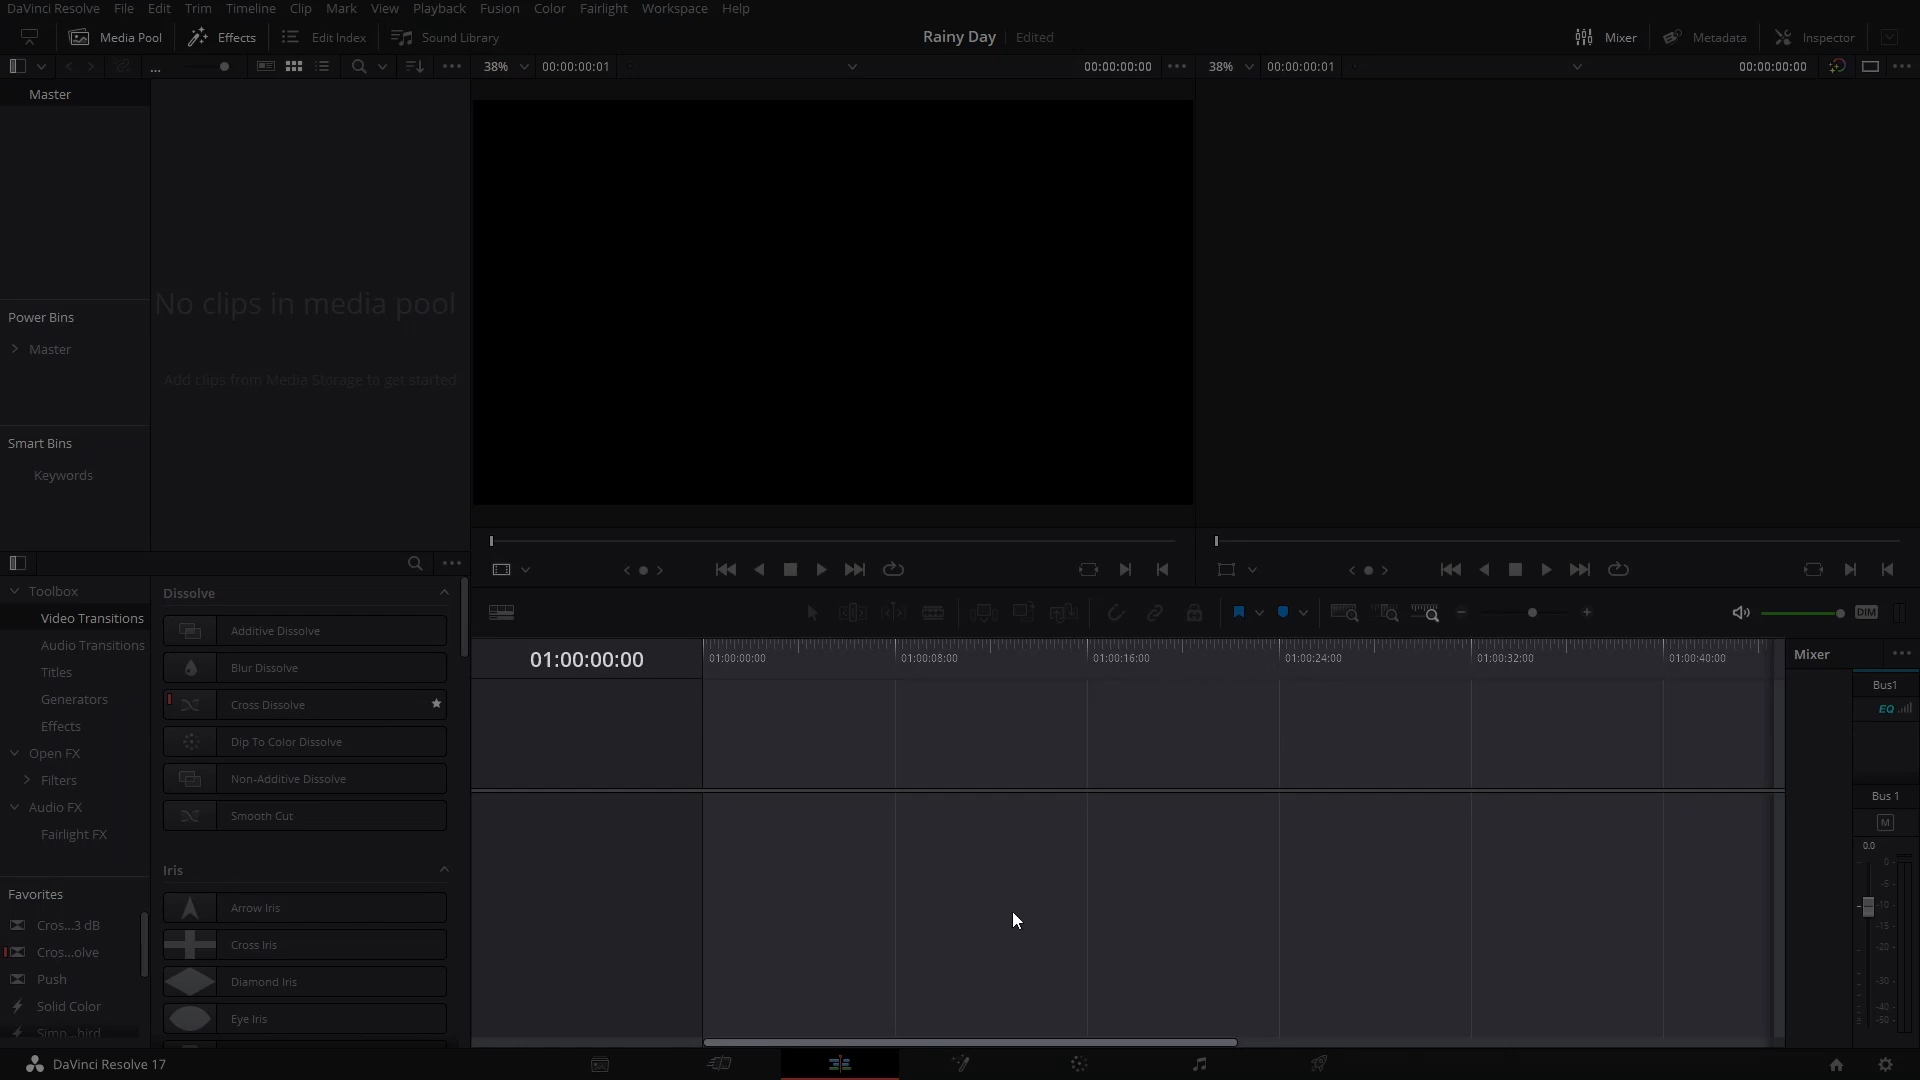 DaVinci Resolve File Edit Trim Timeline Clip Mark View Playback Fusion Color Fairlight Workspace Help
Media Pool Effects Edit Index Sound Library Rainy Day Edited Mixer Metadata Inspector
... 38% 00:00:00:01 00:00:00:00 38% 00:00:00:01 00:00:00:00
Master
No clips in media pool
Add clips from Media Storage to get started
Power Bins
Master
Smart Bins
Keywords
Toolbox
Video Transitions
Audio Transitions
Titles
Generators
Effects
Open FX
Filters
Audio FX
Fairlight FX
Favorites
Cros...3 dB
Cros...olve
Push
Solid Color
Simp...hird
Dissolve
Additive Dissolve
Blur Dissolve
Cross Dissolve
Dip To Color Dissolve
Non-Additive Dissolve
Smooth Cut
Iris
Arrow Iris
Cross Iris
Diamond Iris
Eye Iris
DIM
01:00:00:00
01:00:00:00 01:00:08:00 01:00:16:00 01:00:24:00 01:00:32:00 01:00:40:00
Mixer
Bus1
EQ
Bus 1
M
0.0
0
-5
-10
-15
-20
-30
-40
-50
DaVinci Resolve 17